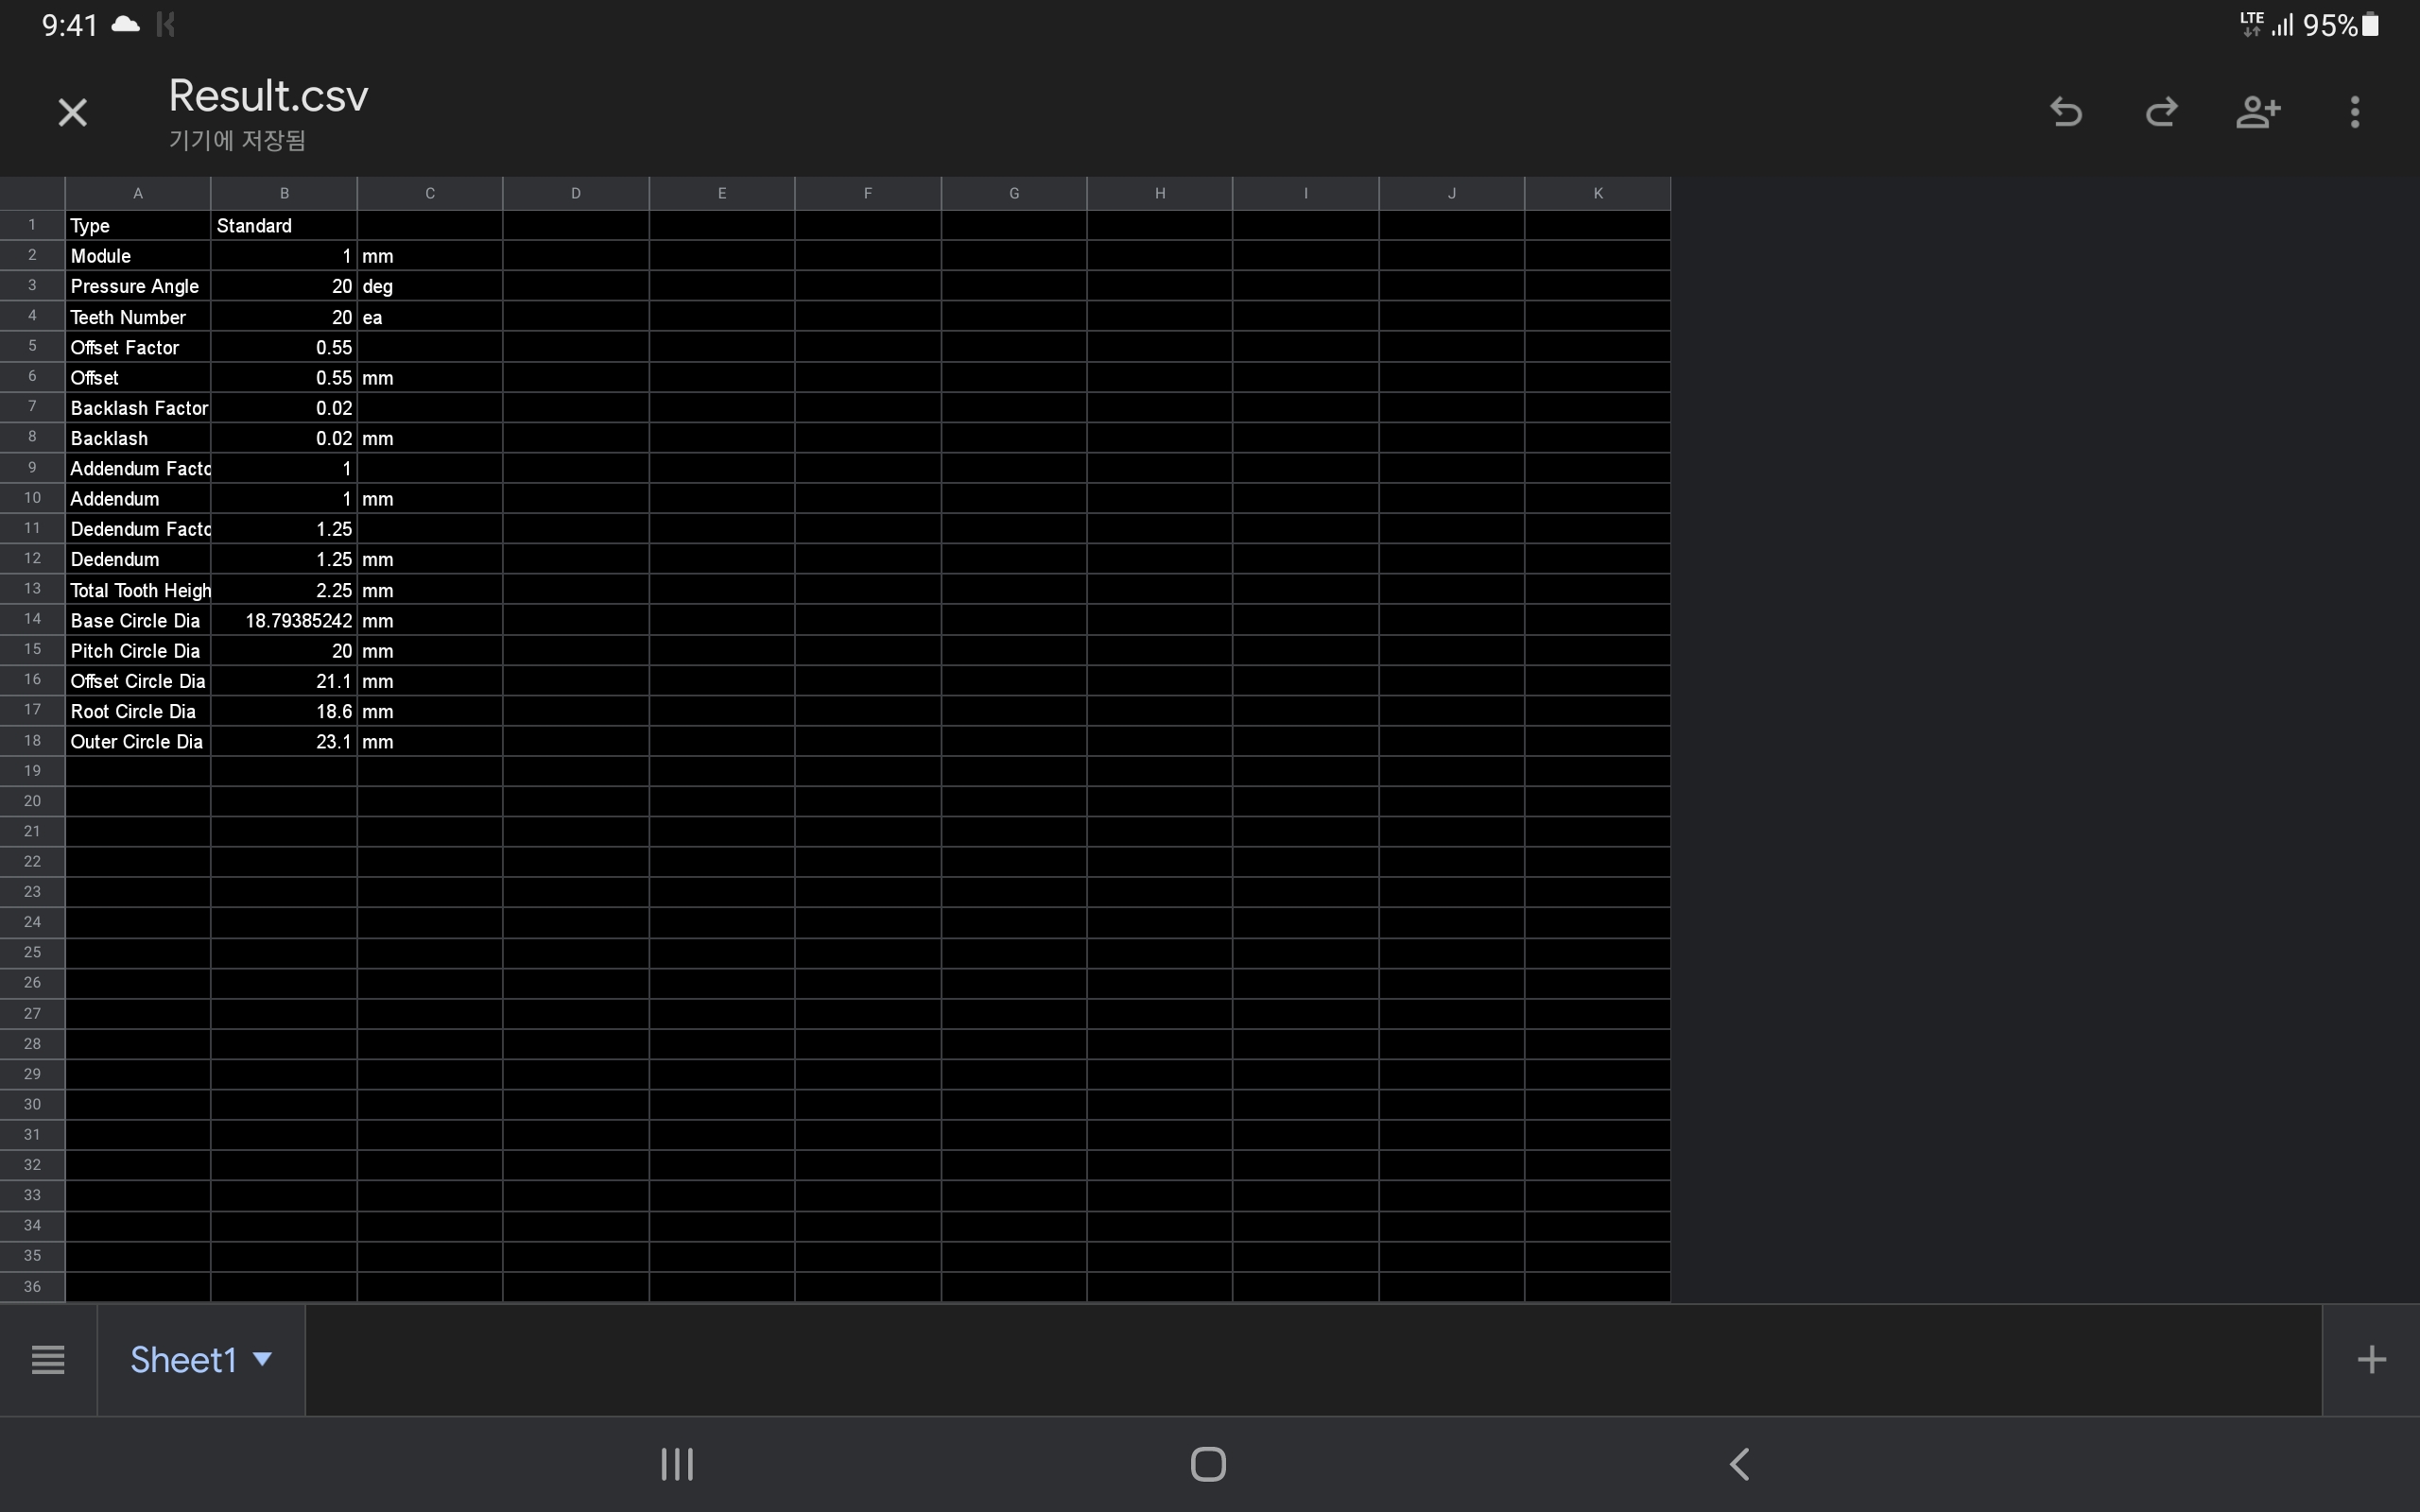 9:41 LTE 95%
Result.csv
기기에 저장됨
A B C D E F G H I J K
1 Type Standard
2 Module 1 mm
3 Pressure Angle 20 deg
4 Teeth Number 20 ea
5 Offset Factor 0.55
6 Offset 0.55 mm
7 Backlash Factor 0.02
8 Backlash 0.02 mm
9 Addendum Facto 1
10 Addendum 1 mm
11 Dedendum Facto 1.25
12 Dedendum 1.25 mm
13 Total Tooth Heigh 2.25 mm
14 Base Circle Dia 18.79385242 mm
15 Pitch Circle Dia 20 mm
16 Offset Circle Dia 21.1 mm
17 Root Circle Dia 18.6 mm
18 Outer Circle Dia 23.1 mm
19
20
21
22
23
24
25
26
27
28
29
30
31
32
33
34
35
36
Sheet1